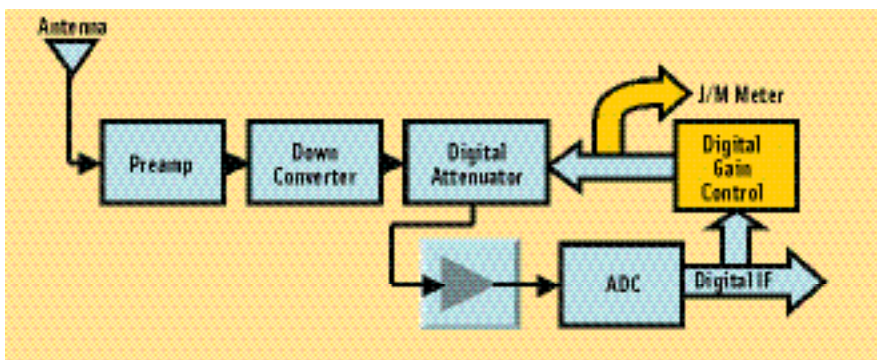 Antenna
J/M Meter
Preamp
Down
Converter
Digital
Attenuator
Digital
Gain
Control
ADC
Digital IF